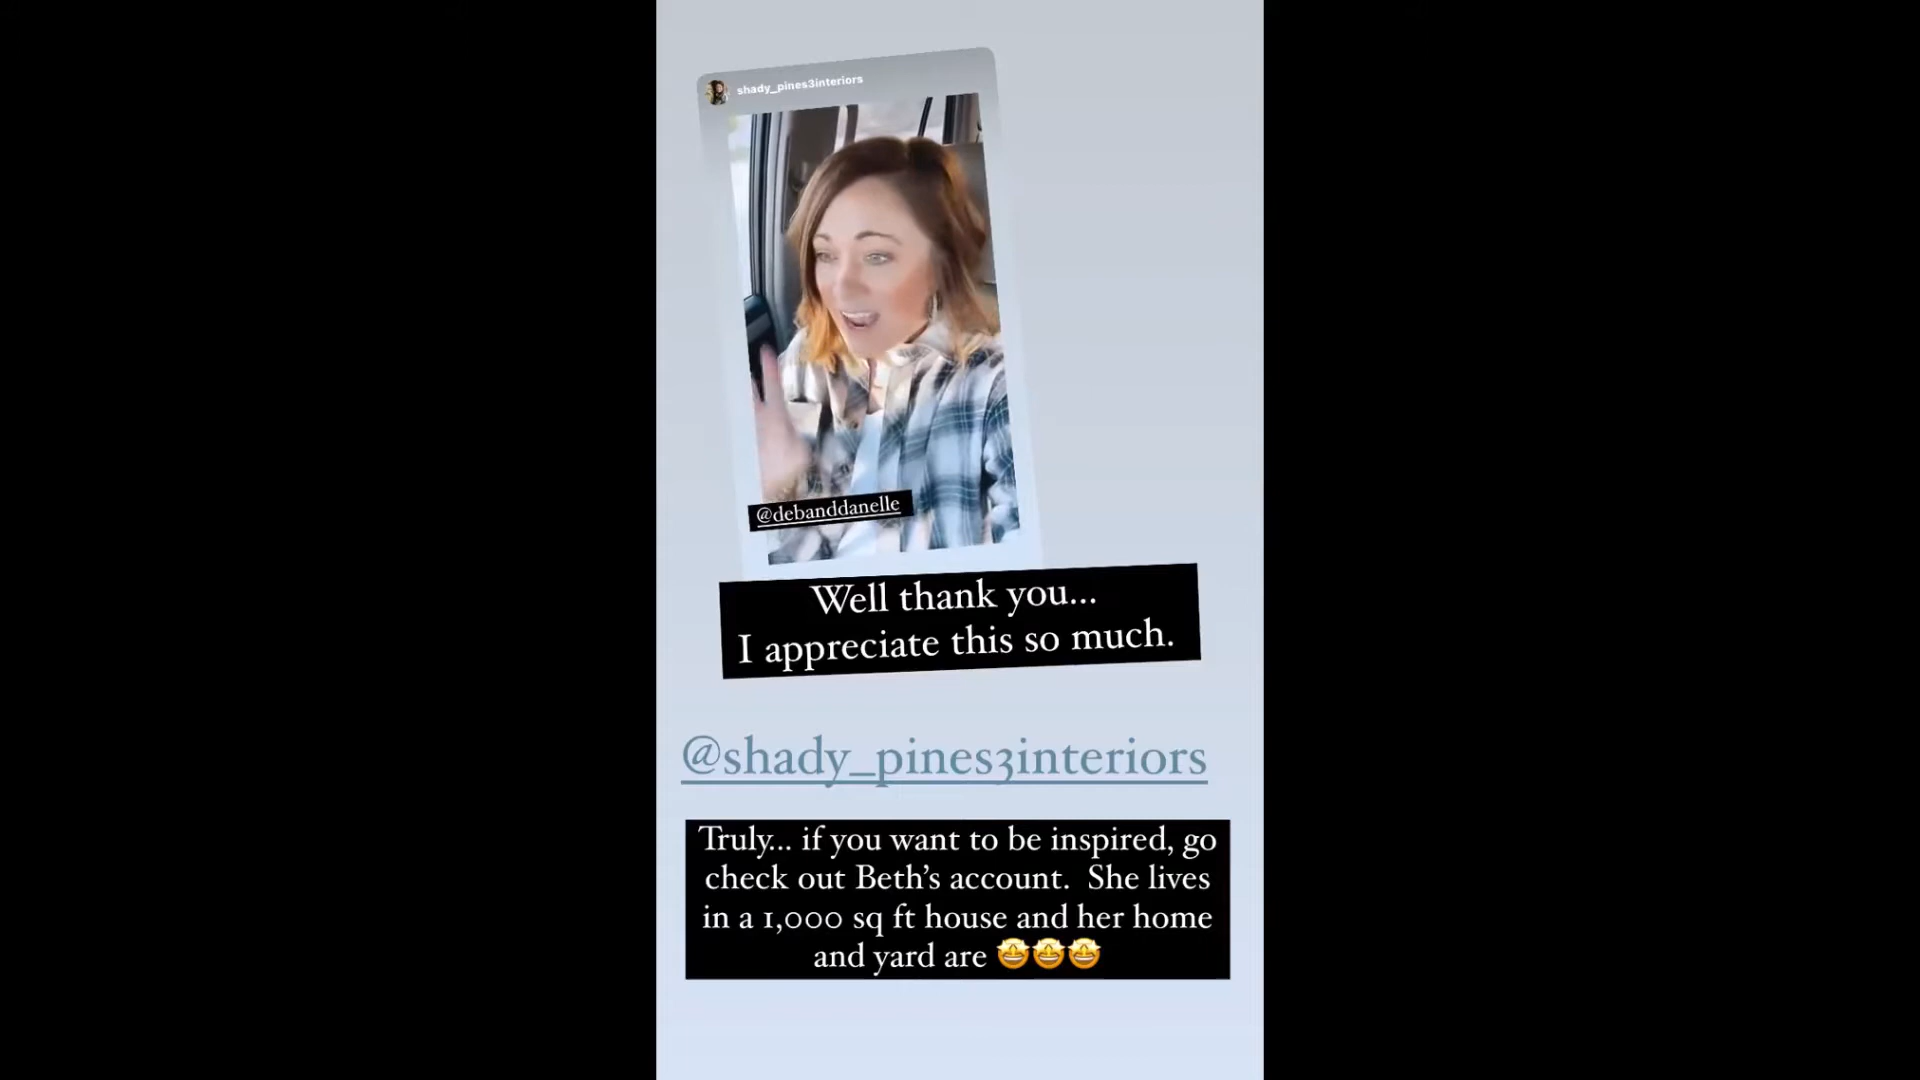 shady_pines3interiors
@debanddanelle
Well thank you...
I appreciate this so much.
@shady_pines3interiors
Truly... if you want to be inspired, go
check out Beth's account.  She lives
in a 1,000 sq ft house and her home
and yard are 🤩🤩🤩